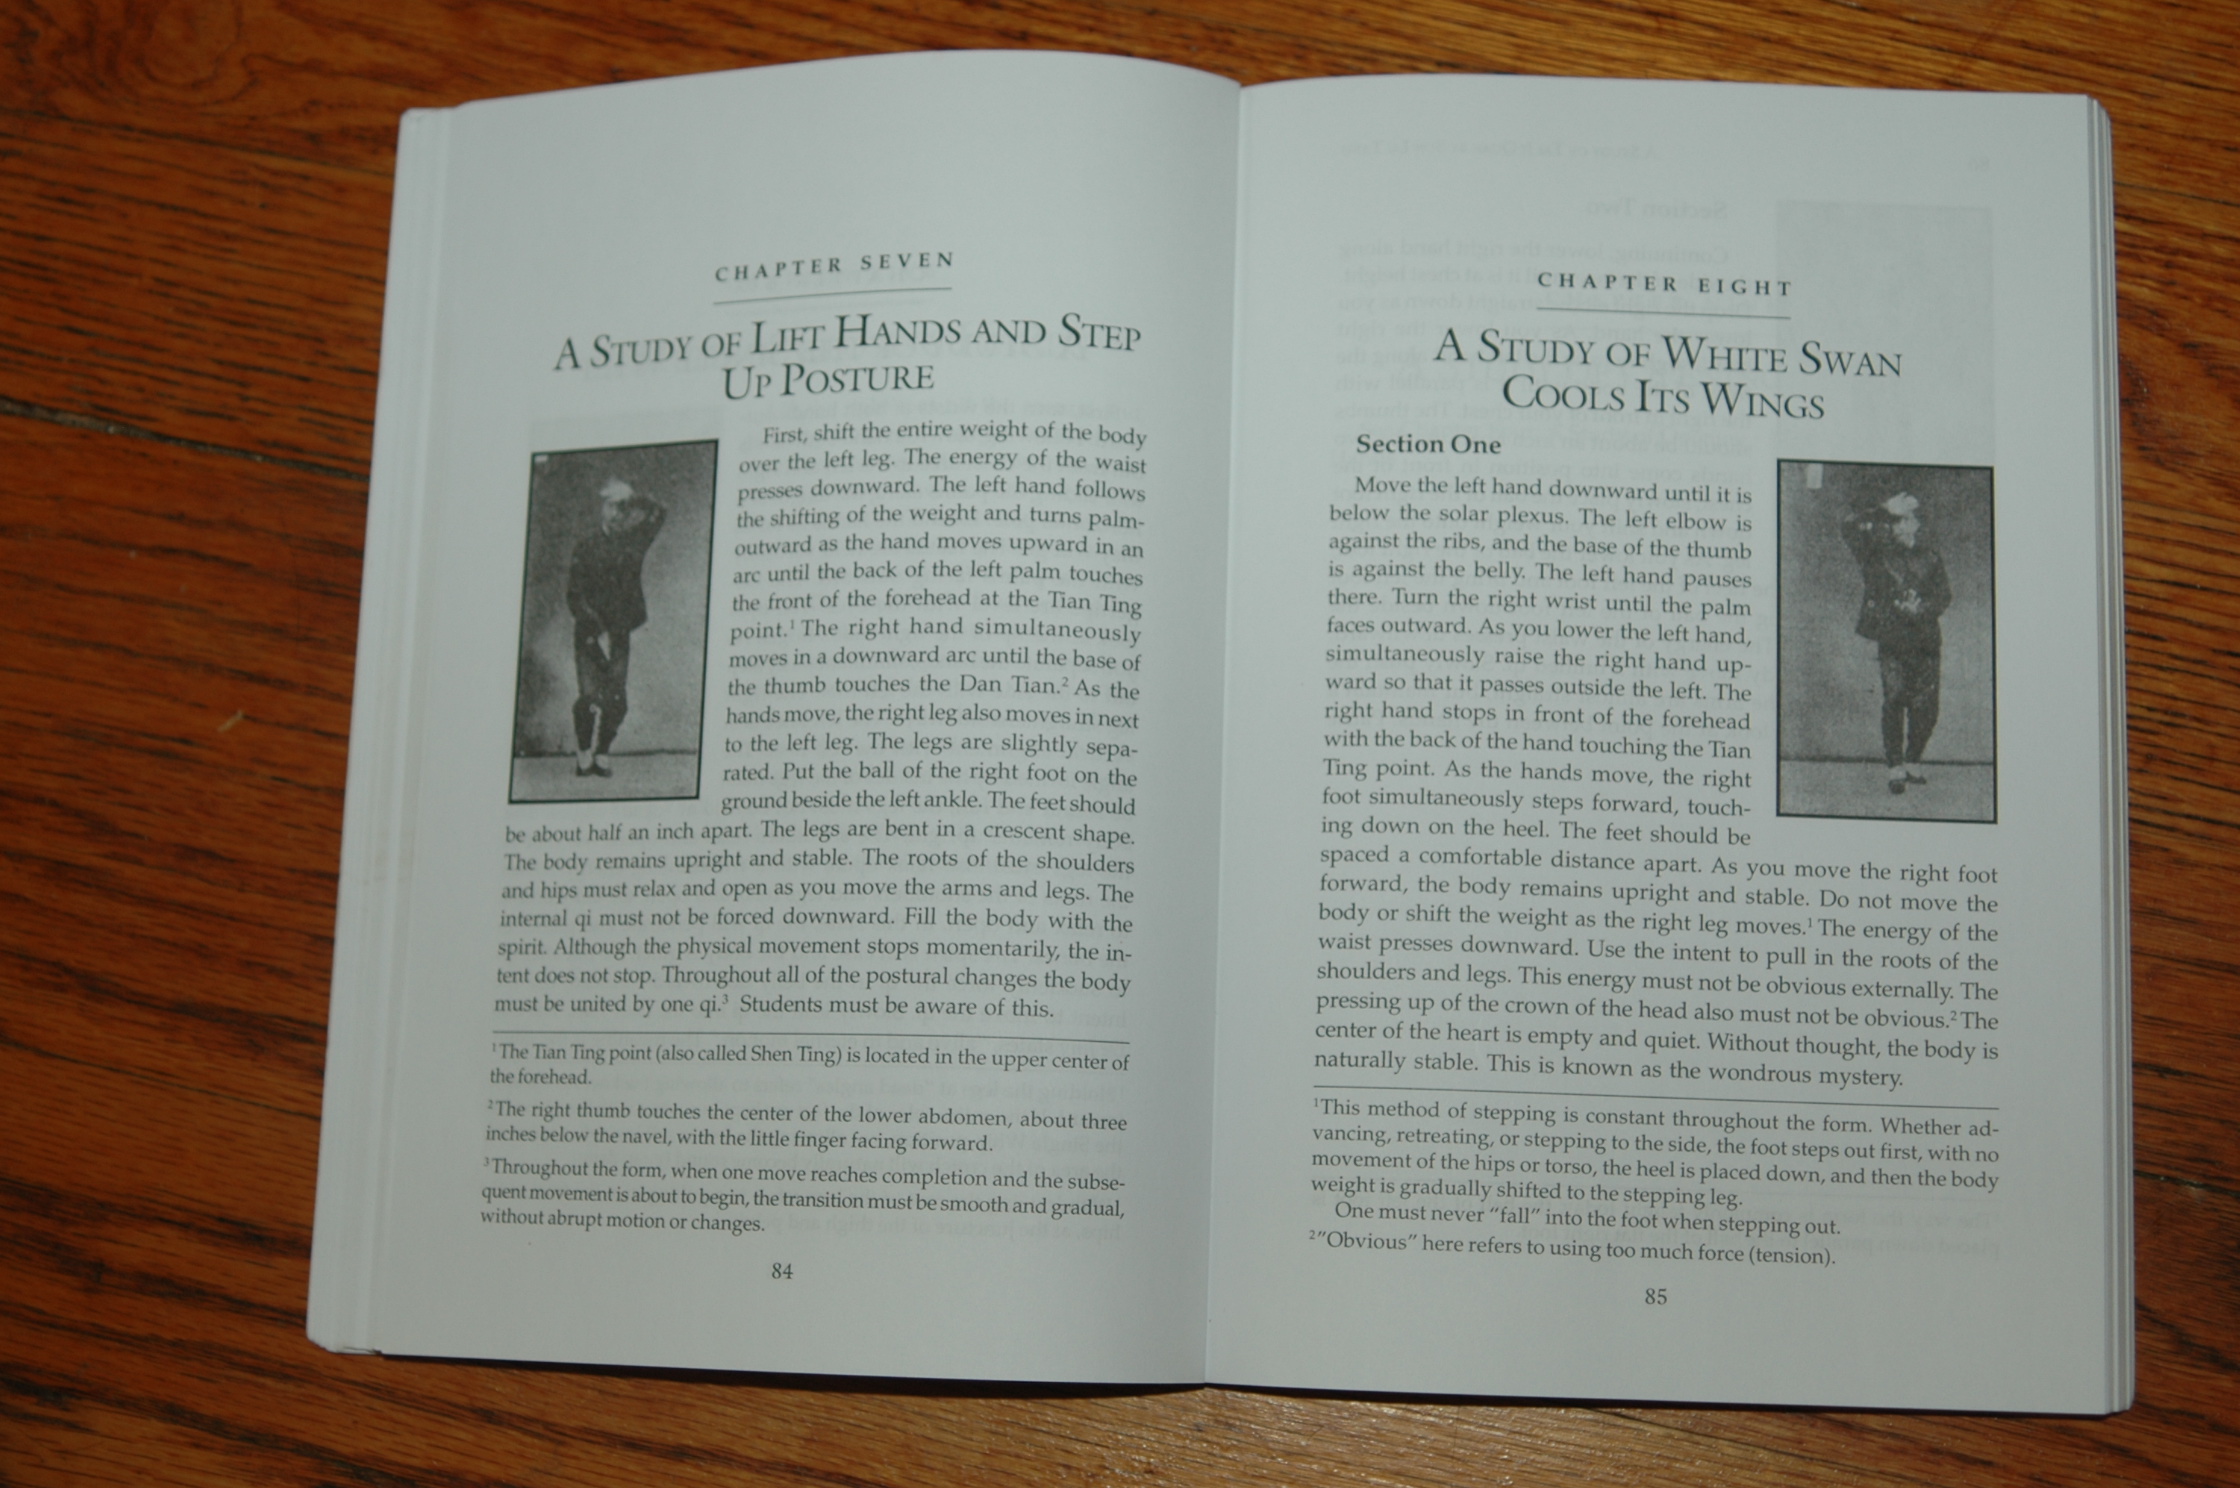 CHAPTER SEVEN
A STUDY OF LIFT HANDS AND STEP
UP POSTURE
First, shift the entire weight of the body
over the left leg. The energy of the waist
presses downward. The left hand follows
the shifting of the weight and turns palm-
outward as the hand moves upward in an
arc until the back of the left palm touches
the front of the forehead at the Tian Ting
point.¹ The right hand simultaneously
moves in a downward arc until the base of
the thumb touches the Dan Tian.² As the
hands move, the right leg also moves in next
to the left leg. The legs are slightly sepa-
rated. Put the ball of the right foot on the
ground beside the left ankle. The feet should
be about half an inch apart. The legs are bent in a crescent shape.
The body remains upright and stable. The roots of the shoulders
and hips must relax and open as you move the arms and legs. The
internal qi must not be forced downward. Fill the body with the
spirit. Although the physical movement stops momentarily, the in-
tent does not stop. Throughout all of the postural changes the body
must be united by one qi.³ Students must be aware of this.
¹The Tian Ting point (also called Shen Ting) is located in the upper center of
the forehead.
²The right thumb touches the center of the lower abdomen, about three
inches below the navel, with the little finger facing forward.
³Throughout the form, when one move reaches completion and the subse-
quent movement is about to begin, the transition must be smooth and gradual,
without abrupt motion or changes.
84
CHAPTER EIGHT
A STUDY OF WHITE SWAN
COOLS ITS WINGS
Section One
Move the left hand downward until it is
below the solar plexus. The left elbow is
against the ribs, and the base of the thumb
is against the belly. The left hand pauses
there. Turn the right wrist until the palm
faces outward. As you lower the left hand,
simultaneously raise the right hand up-
ward so that it passes outside the left. The
right hand stops in front of the forehead
with the back of the hand touching the Tian
Ting point. As the hands move, the right
foot simultaneously steps forward, touch-
ing down on the heel. The feet should be
spaced a comfortable distance apart. As you move the right foot
forward, the body remains upright and stable. Do not move the
body or shift the weight as the right leg moves.¹ The energy of the
waist presses downward. Use the intent to pull in the roots of the
shoulders and legs. This energy must not be obvious externally. The
pressing up of the crown of the head also must not be obvious.² The
center of the heart is empty and quiet. Without thought, the body is
naturally stable. This is known as the wondrous mystery.
¹This method of stepping is constant throughout the form. Whether ad-
vancing, retreating, or stepping to the side, the foot steps out first, with no
movement of the hips or torso, the heel is placed down, and then the body
weight is gradually shifted to the stepping leg.
One must never "fall" into the foot when stepping out.
²"Obvious" here refers to using too much force (tension).
85